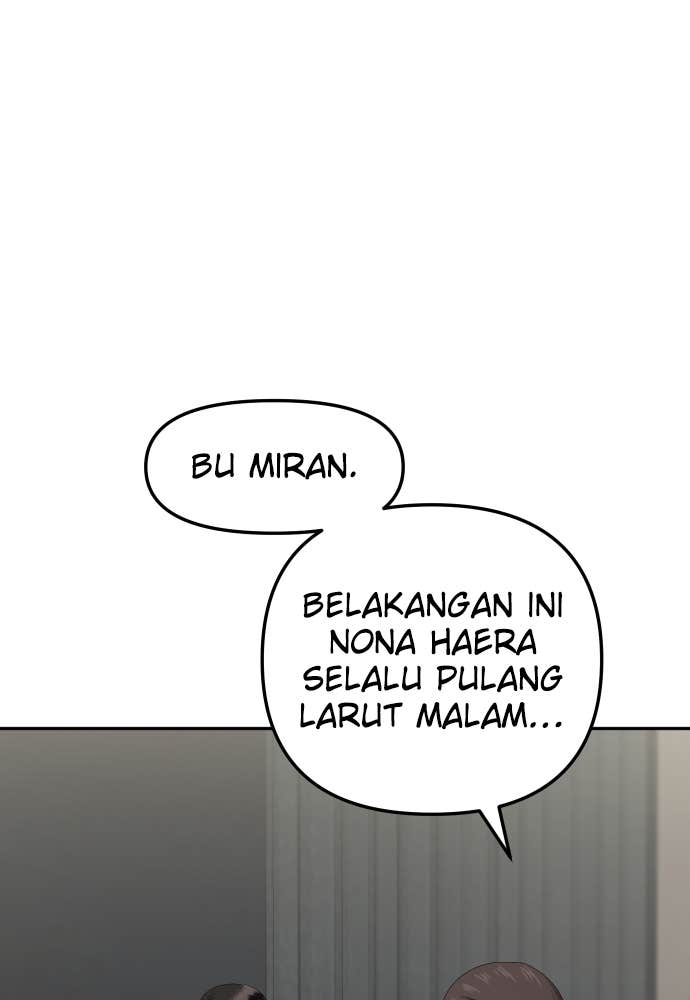 BU MIRAN.
BELAKANGAN INI
NONA HAERA
SELALU PULANG
LARUT MALAM...